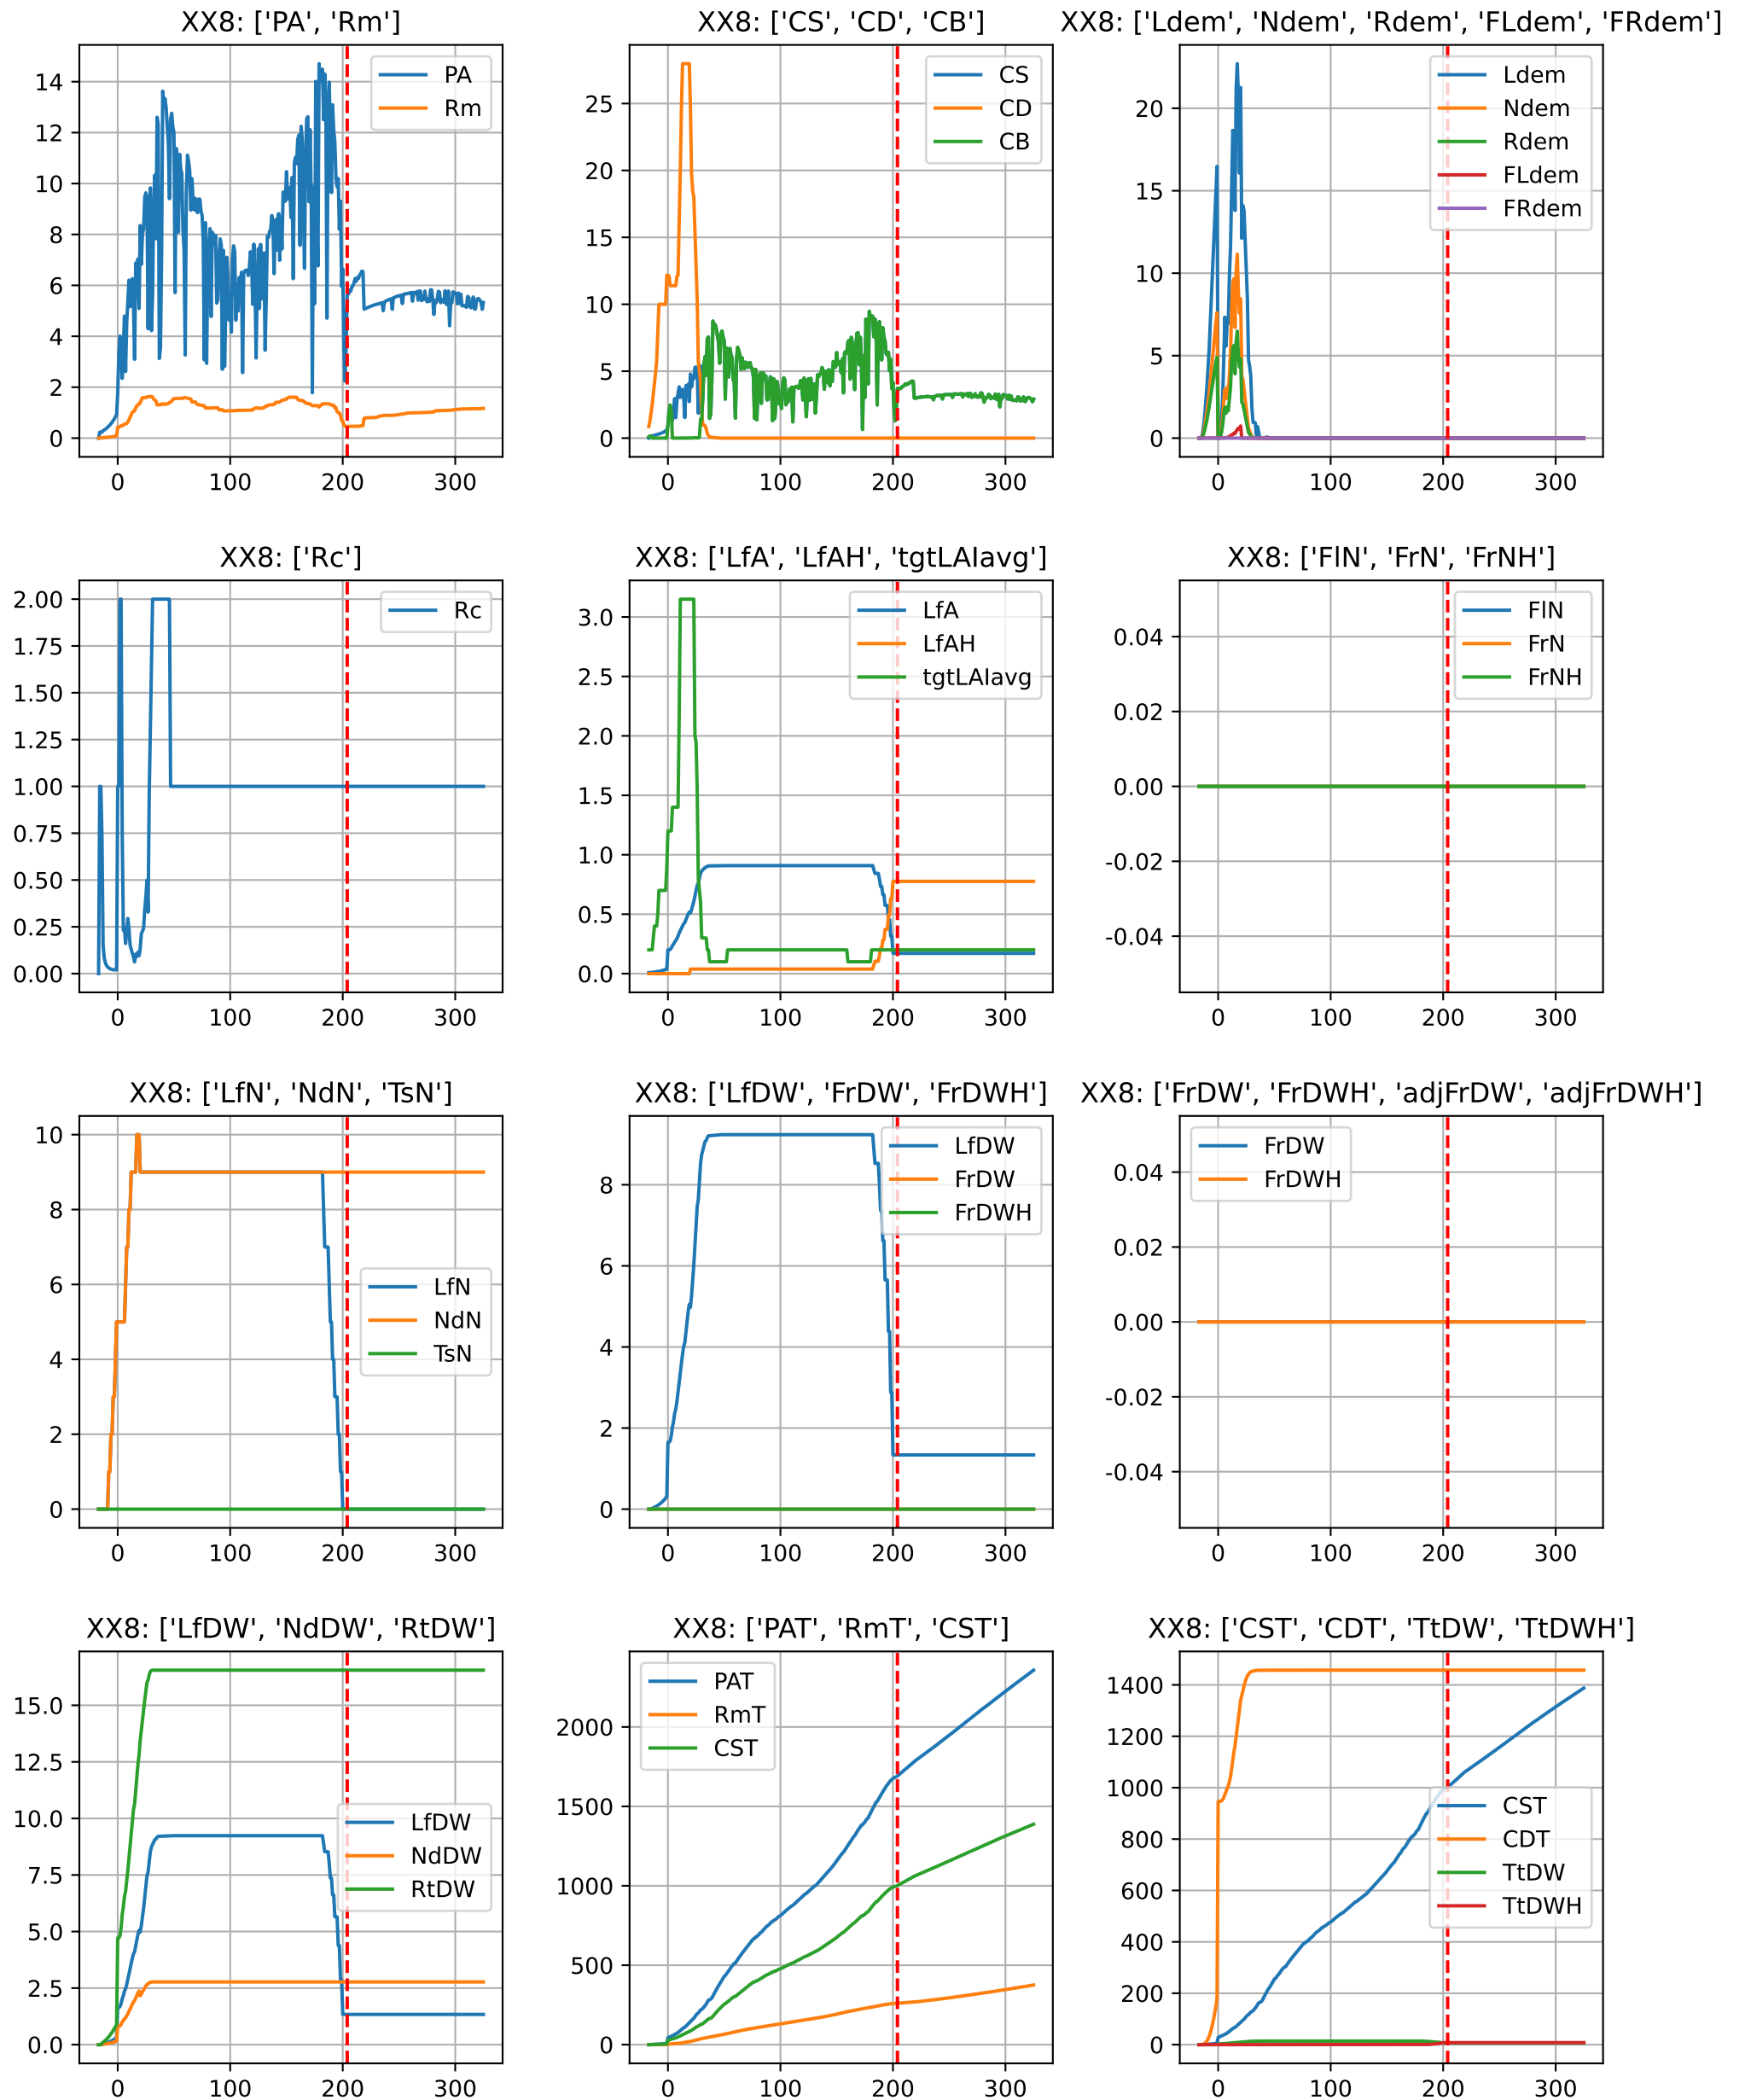 XX8: ['PA', 'Rm']
14
12
10
8
6
4
2
0
0 100 200 300
PA
Rm
XX8: ['CS', 'CD', 'CB']
25
20
15
10
5
0
0 100 200 300
CS
CD
CB
XX8: ['Ldem', 'Ndem', 'Rdem', 'FLdem', 'FRdem']
20
15
10
5
0
0 100 200 300
Ldem
Ndem
Rdem
FLdem
FRdem
XX8: ['Rc']
2.00
1.75
1.50
1.25
1.00
0.75
0.50
0.25
0.00
0 100 200 300
Rc
XX8: ['LfA', 'LfAH', 'tgtLAIavg']
3.0
2.5
2.0
1.5
1.0
0.5
0.0
0 100 200 300
LfA
LfAH
tgtLAIavg
XX8: ['FlN', 'FrN', 'FrNH']
0.04
0.02
0.00
-0.02
-0.04
0 100 200 300
FlN
FrN
FrNH
XX8: ['LfN', 'NdN', 'TsN']
10
8
6
4
2
0
0 100 200 300
LfN
NdN
TsN
XX8: ['LfDW', 'FrDW', 'FrDWH']
8
6
4
2
0
0 100 200 300
LfDW
FrDW
FrDWH
XX8: ['FrDW', 'FrDWH', 'adjFrDW', 'adjFrDWH']
0.04
0.02
0.00
-0.02
-0.04
0 100 200 300
FrDW
FrDWH
XX8: ['LfDW', 'NdDW', 'RtDW']
15.0
12.5
10.0
7.5
5.0
2.5
0.0
0 100 200 300
LfDW
NdDW
RtDW
XX8: ['PAT', 'RmT', 'CST']
2000
1500
1000
500
0
0 100 200 300
PAT
RmT
CST
XX8: ['CST', 'CDT', 'TtDW', 'TtDWH']
1400
1200
1000
800
600
400
200
0
0 100 200 300
CST
CDT
TtDW
TtDWH